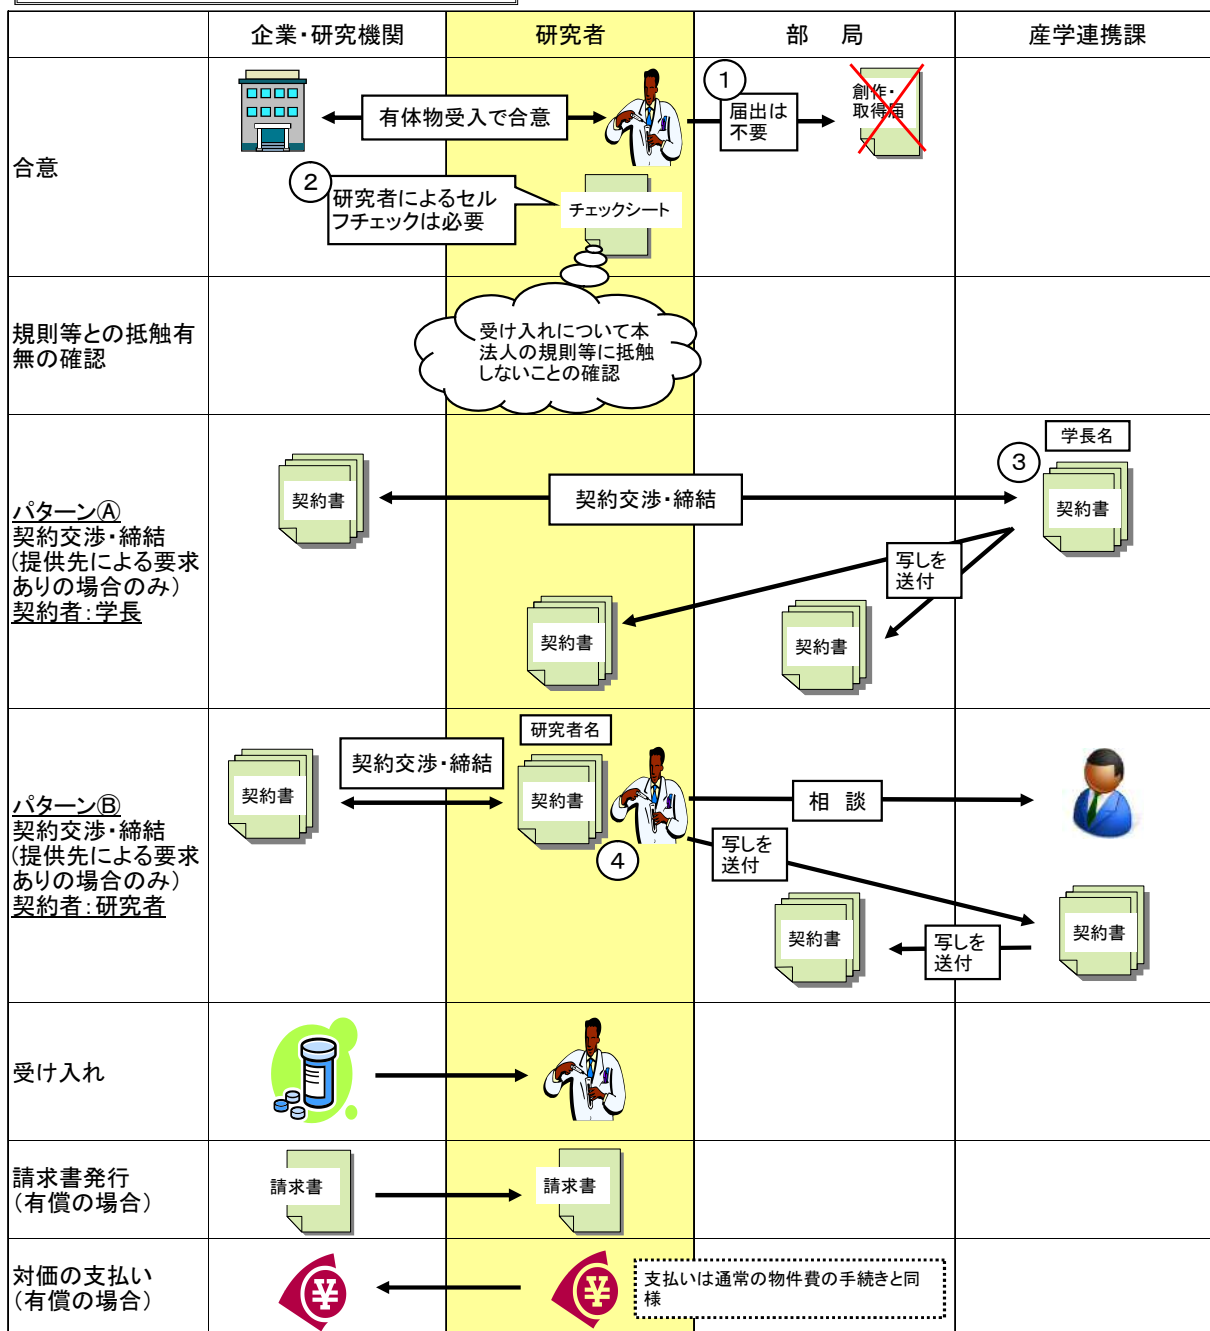 企業・研究機関
研究者
部　局
産学連携課
合意
有体物受入で合意
①
届出は
不要
創作・
取得届
②
研究者によるセル
フチェックは必要
チェックシート
規則等との抵触有
無の確認
受け入れについて本
法人の規則等に抵触
しないことの確認
パターンⒶ
契約交渉・締結
(提供先による要求
ありの場合のみ)
契約者：学長
契約書
契約交渉・締結
③
学長名
契約書
写しを
送付
契約書
契約書
パターンⒷ
契約交渉・締結
(提供先による要求
ありの場合のみ)
契約者：研究者
契約書
契約交渉・締結
研究者名
契約書
④
相　談
写しを
送付
契約書
写しを
送付
契約書
受け入れ
請求書発行
(有償の場合)
請求書
請求書
対価の支払い
(有償の場合)
¥
¥
支払いは通常の物件費の手続きと同
様